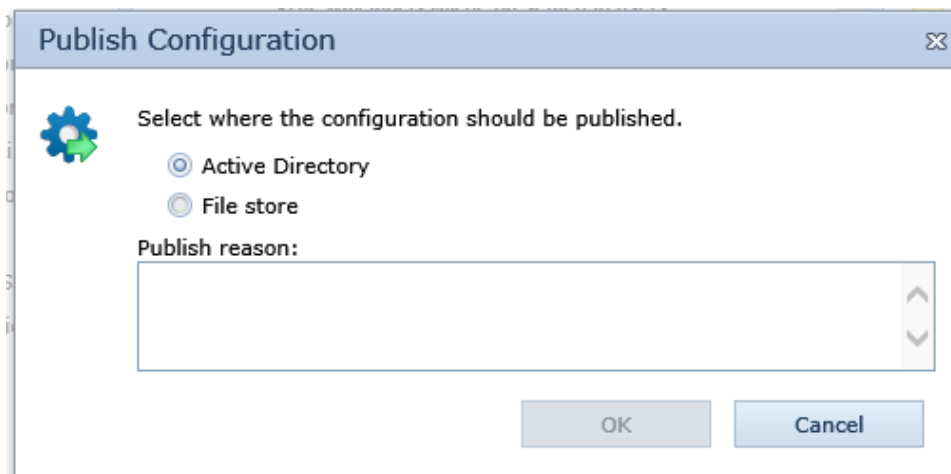 Publish Configuration
Select where the configuration should be published.
Active Directory
File store
Publish reason:
OK
Cancel